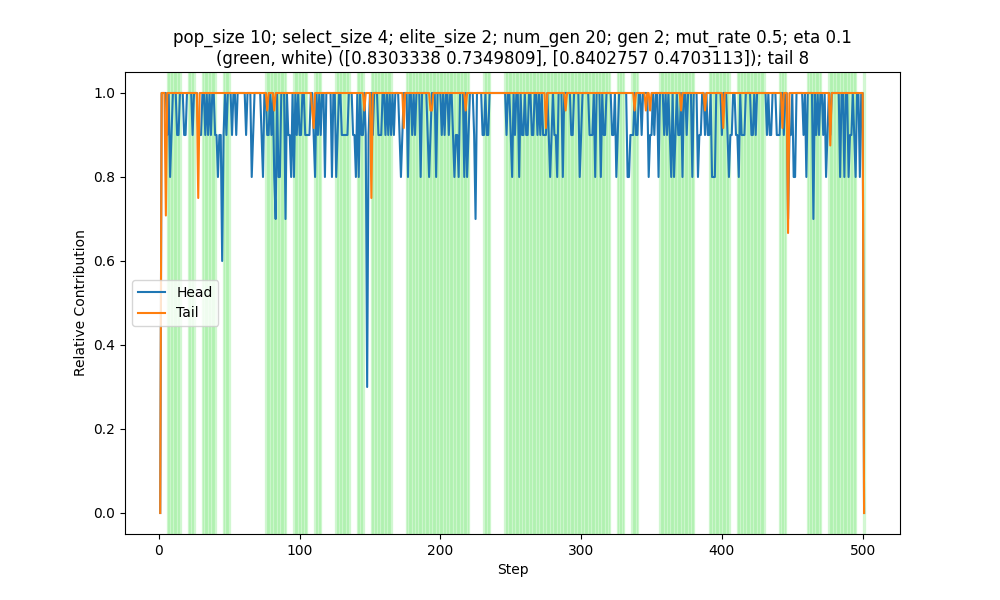 pop_size 10; select_size 4; elite_size 2; num_gen 20; gen 2; mut_rate 0.5; eta 0.1
(green, white) ([0.8303338 0.7349809], [0.8402757 0.4703113]); tail 8
1.0
0.8
0.6
0.4
0.2
0.0
Relative Contribution
Head
Tail
0
100
200
300
400
500
Step